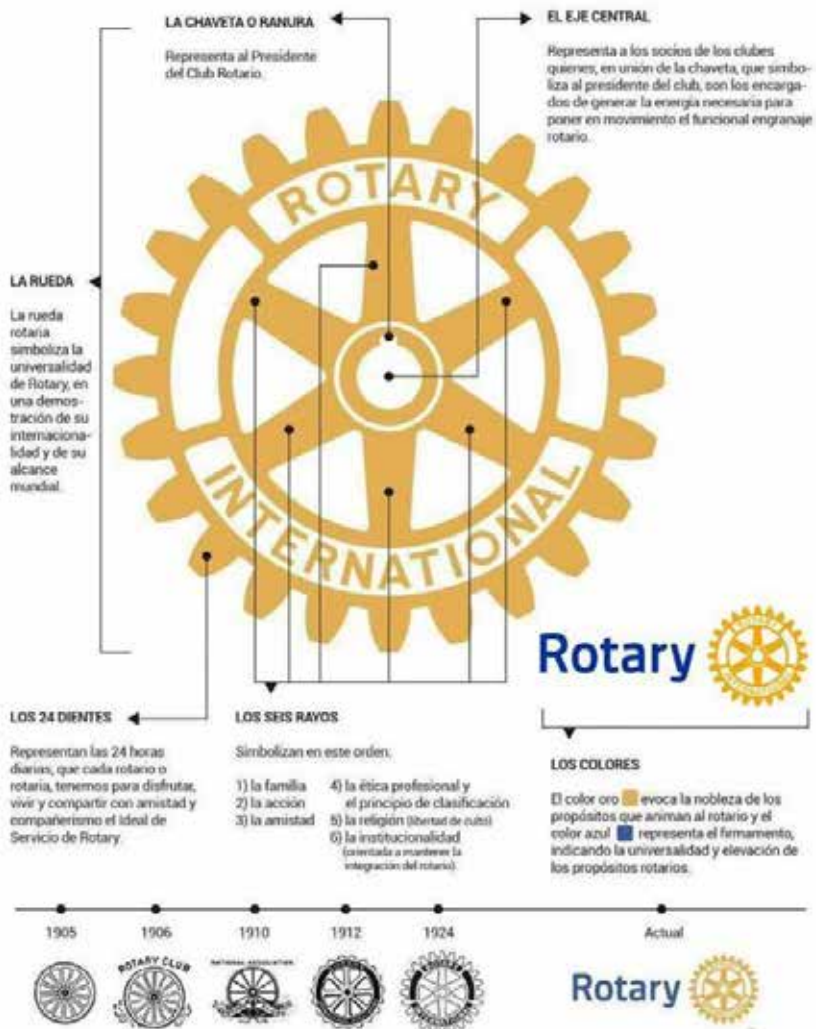 LA CHAVETA O RANURA
Representa al Presidente
del Club Rotario.
EL EJE CENTRAL
Representa a los socios de los clubes
quienes, en unión de la chaveta, que simbo-
liza al presidente del club, son los encarga-
dos de generar la energía necesaria para
poner en movimiento el funcional engranaje
rotario.
ROTARY
INTERNATIONAL
LA RUEDA
La rueda
rotaria
simboliza la
universalidad
de Rotary, en
una demos-
tración de su
internaciona-
lidad y de su
alcance
mundial.
Rotary
ROTARY
INTERNATIONAL
LOS 24 DIENTES
Representan las 24 horas
diarias, que cada rotario o
rotaria, tenemos para disfrutar,
vivir y compartir con amistad y
compañerismo el Ideal de
Servicio de Rotary
LOS SEIS RAYOS
Simbolizan en este orden:
1) la familia
2) la acción
3) la amistad
4) la ética profesional y
el principio de clasificación
5) la religión (libertad de culto)
6) la institucionalidad
(orientada a mantener la
integración del rotario)
LOS COLORES
El color oro evoca la nobleza de los
propósitos que animan al rotario y el
color azul representa el firmamento,
indicando la universalidad y elevación de
los propósitos rotarios.
1905
1906
1910
1912
1924
Actual
ROTARY CLUB
NATIONAL ASSOCIATION
Rotary